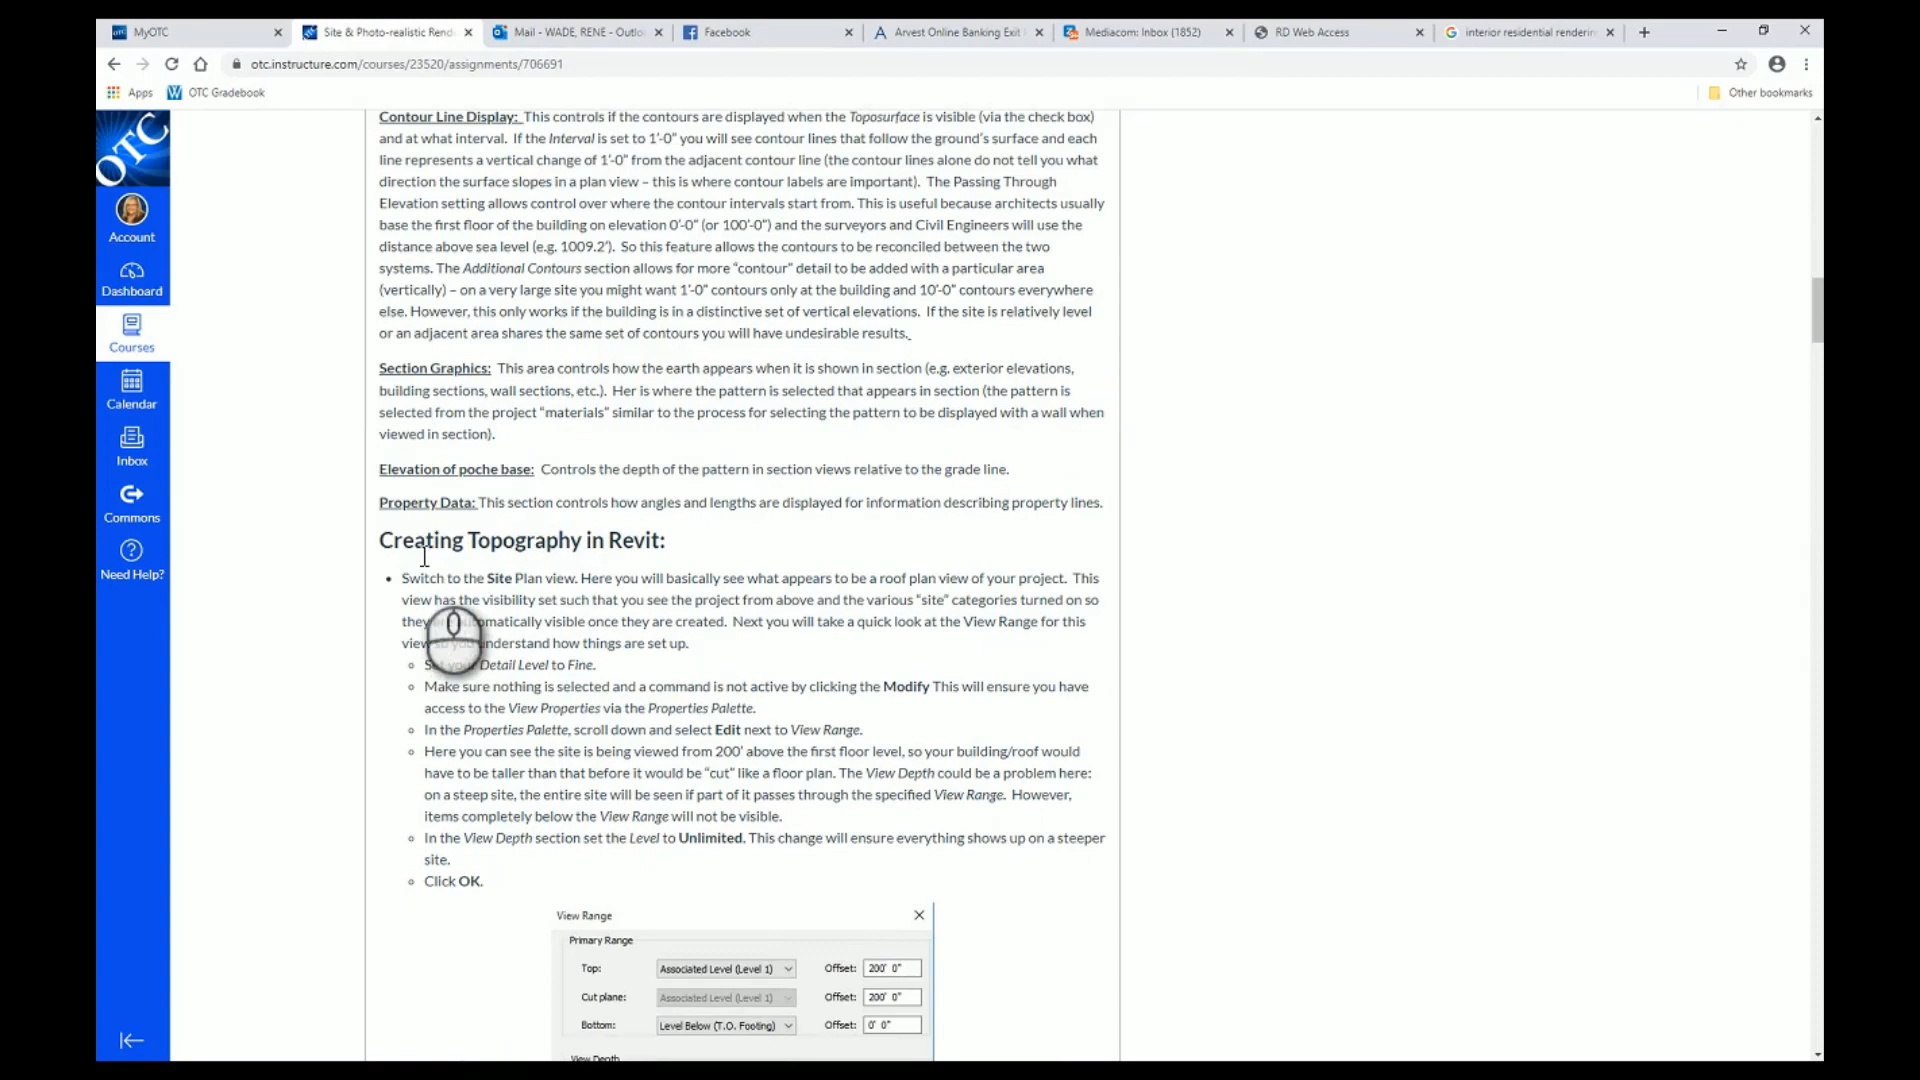 MyOTC
Site & Photo-realistic Rend
Mail - WADE, RENE - Outlo
Facebook
Arvest Online Banking Exit
Mediacom: Inbox (1852)
RD Web Access
interior residential renderin
otc.instructure.com/courses/23520/assignments/706691
Apps
OTC Gradebook
Other bookmarks
OTC
Account
Dashboard
Courses
Calendar
Inbox
Commons
Need Help?
Contour Line Display: This controls if the contours are displayed when the Toposurface is visible (via the check box)
and at what interval. If the Interval is set to 1'-0" you will see contour lines that follow the ground's surface and each
line represents a vertical change of 1'-0" from the adjacent contour line (the contour lines alone do not tell you what
direction the surface slopes in a plan view – this is where contour labels are important). The Passing Through
Elevation setting allows control over where the contour intervals start from. This is useful because architects usually
base the first floor of the building on elevation 0'-0" (or 100'-0") and the surveyors and Civil Engineers will use the
distance above sea level (e.g. 1009.2'). So this feature allows the contours to be reconciled between the two
systems. The Additional Contours section allows for more “contour” detail to be added with a particular area
(vertically) – on a very large site you might want 1'-0" contours only at the building and 10'-0" contours everywhere
else. However, this only works if the building is in a distinctive set of vertical elevations. If the site is relatively level
or an adjacent area shares the same set of contours you will have undesirable results.
Section Graphics: This area controls how the earth appears when it is shown in section (e.g. exterior elevations,
building sections, wall sections, etc.). Her is where the pattern is selected that appears in section (the pattern is
selected from the project “materials” similar to the process for selecting the pattern to be displayed with a wall when
viewed in section).
Elevation of poche base: Controls the depth of the pattern in section views relative to the grade line.
Property Data: This section controls how angles and lengths are displayed for information describing property lines.
Creating Topography in Revit:
• Switch to the Site Plan view. Here you will basically see what appears to be a roof plan view of your project. This
view has the visibility set such that you see the project from above and the various “site” categories turned on so
they automatically visible once they are created. Next you will take a quick look at the View Range for this
view so you understand how things are set up.
◦ Set your Detail Level to Fine.
◦ Make sure nothing is selected and a command is not active by clicking the Modify This will ensure you have
access to the View Properties via the Properties Palette.
◦ In the Properties Palette, scroll down and select Edit next to View Range.
◦ Here you can see the site is being viewed from 200' above the first floor level, so your building/roof would
have to be taller than that before it would be “cut” like a floor plan. The View Depth could be a problem here:
on a steep site, the entire site will be seen if part of it passes through the specified View Range. However,
items completely below the View Range will not be visible.
◦ In the View Depth section set the Level to Unlimited. This change will ensure everything shows up on a steeper
site.
◦ Click OK.
View Range
Primary Range
Top: Associated Level (Level 1) Offset: 200' 0"
Cut plane: Associated Level (Level 1) Offset: 200' 0"
Bottom: Level Below (T.O. Footing) Offset: 0' 0"
View Depth